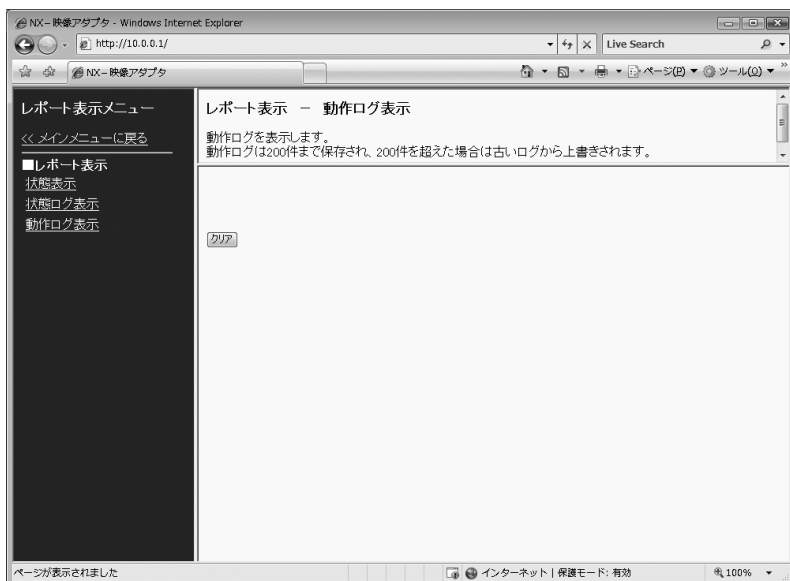 NX-映像アダプタ - Windows Internet Explorer
http://10.0.0.1/
Live Search
NX-映像アダプタ
ページ(P)
ツール(O)
レポート表示メニュー
<< メインメニューに戻る
■レポート表示
状態表示
状態ログ表示
動作ログ表示
レポート表示 － 動作ログ表示
動作ログを表示します。
動作ログは200件まで保存され、200件を超えた場合は古いログから上書きされます。
クリア
ページが表示されました
インターネット | 保護モード: 有効
100%